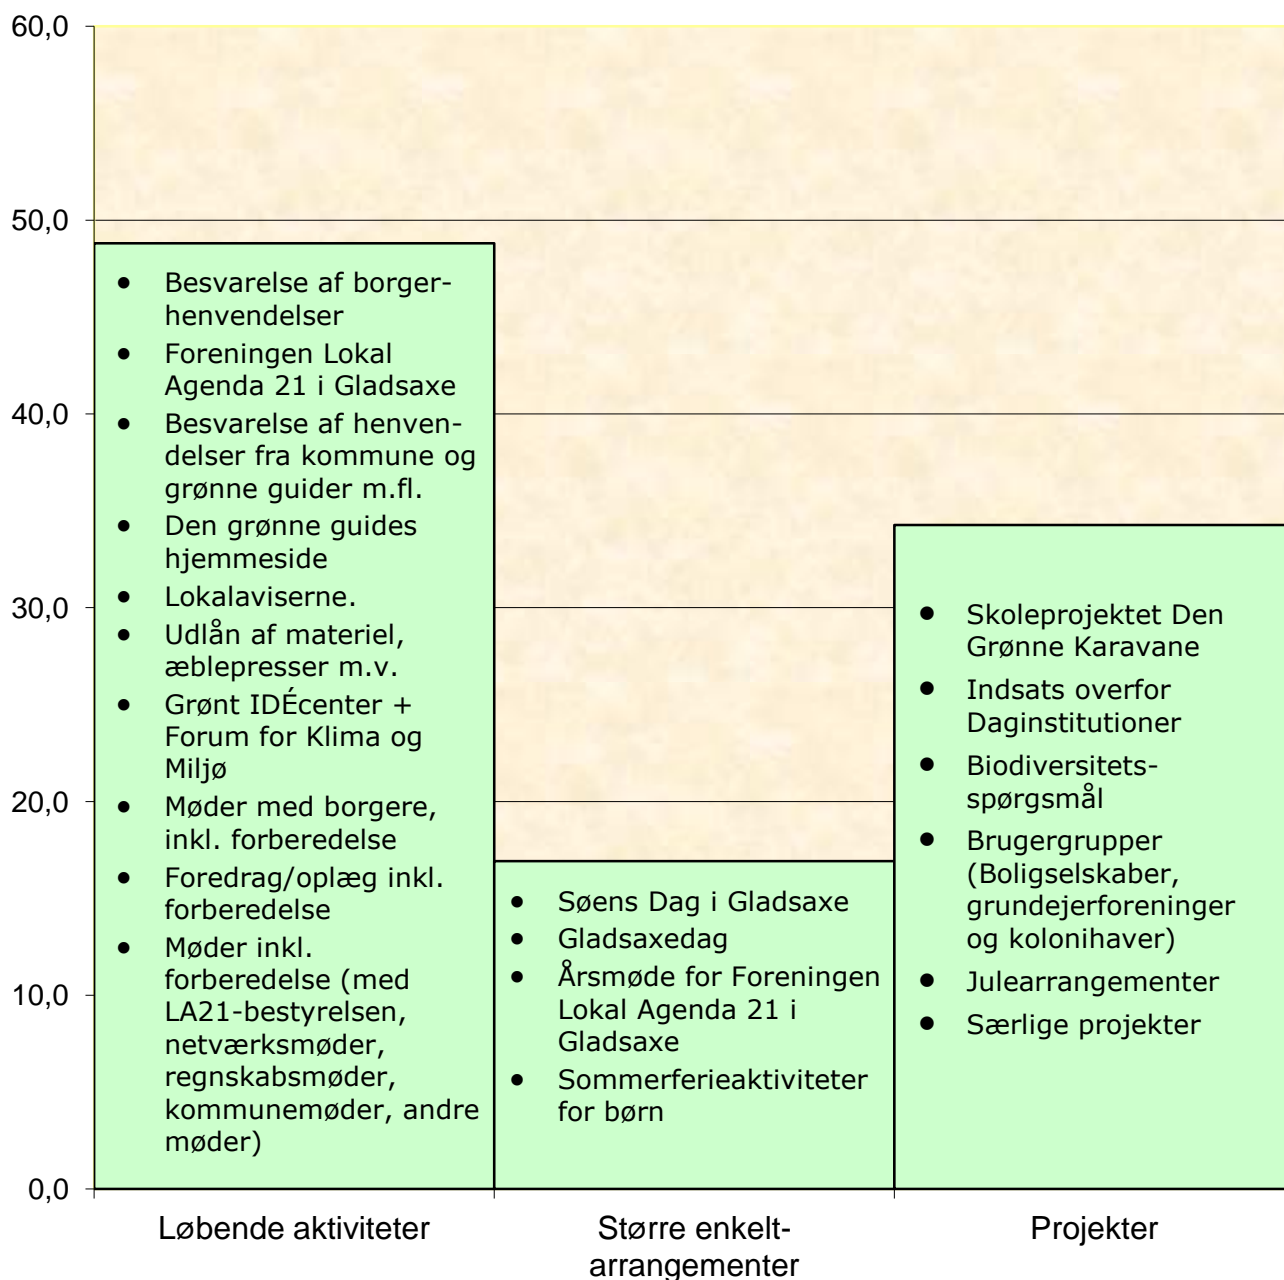 60,0
50,0
40,0
30,0
20,0
10,0
0,0
• Besvarelse af borger-
henvendelser
• Foreningen Lokal
Agenda 21 i Gladsaxe
• Besvarelse af henven-
delser fra kommune og
grønne guider m.fl.
• Den grønne guides
hjemmeside
• Lokalaviserne.
• Udlån af materiel,
æblepresser m.v.
• Grønt IDÉcenter +
Forum for Klima og
Miljø
• Møder med borgere,
inkl. forberedelse
• Foredrag/oplæg inkl.
forberedelse
• Møder inkl.
forberedelse (med
LA21-bestyrelsen,
netværksmøder,
regnskabsmøder,
kommunemøder, andre
møder)
• Søens Dag i Gladsaxe
• Gladsaxedag
• Årsmøde for Foreningen
Lokal Agenda 21 i
Gladsaxe
• Sommerferieaktiviteter
for børn
• Skoleprojektet Den
Grønne Karavane
• Indsats overfor
Daginstitutioner
• Biodiversitets-
spørgsmål
• Brugergrupper
(Boligselskaber,
grundejerforeninger
og kolonihaver)
• Julearrangementer
• Særlige projekter
Løbende aktiviteter
Større enkelt-
arrangementer
Projekter